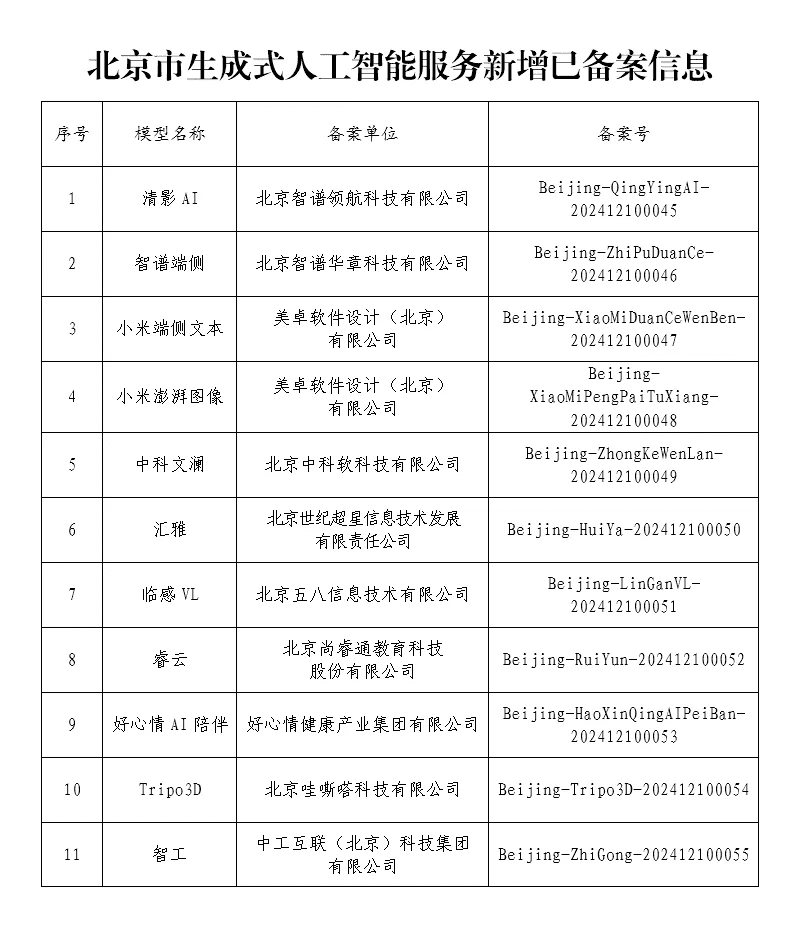 北京市生成式人工智能服务新增已备案信息
序号 模型名称 备案单位 备案号
1 清影 AI 北京智谱领航科技有限公司 Beijing-QingYingAI-
202412100045
2 智谱端侧 北京智谱华章科技有限公司 Beijing-ZhiPuDuanCe-
202412100046
3 小米端侧文本 美卓软件设计（北京）
有限公司 Beijing-XiaoMiDuanCeWenBen-
202412100047
4 小米澎湃图像 美卓软件设计（北京）
有限公司 Beijing-
XiaoMiPengPaiTuXiang-
202412100048
5 中科文澜 北京中科软科技有限公司 Beijing-ZhongKeWenLan-
202412100049
6 汇雅 北京世纪超星信息技术发展
有限责任公司 Beijing-HuiYa-202412100050
7 临感 VL 北京五八信息技术有限公司 Beijing-LinGanVL-
202412100051
8 睿云 北京尚睿通教育科技
股份有限公司 Beijing-RuiYun-202412100052
9 好心情 AI 陪伴 好心情健康产业集团有限公司 Beijing-HaoXinQingAIPeiBan-
202412100053
10 Tripo3D 北京哇嘶嗒科技有限公司 Beijing-Tripo3D-202412100054
11 智工 中工互联（北京）科技集团
有限公司 Beijing-ZhiGong-202412100055